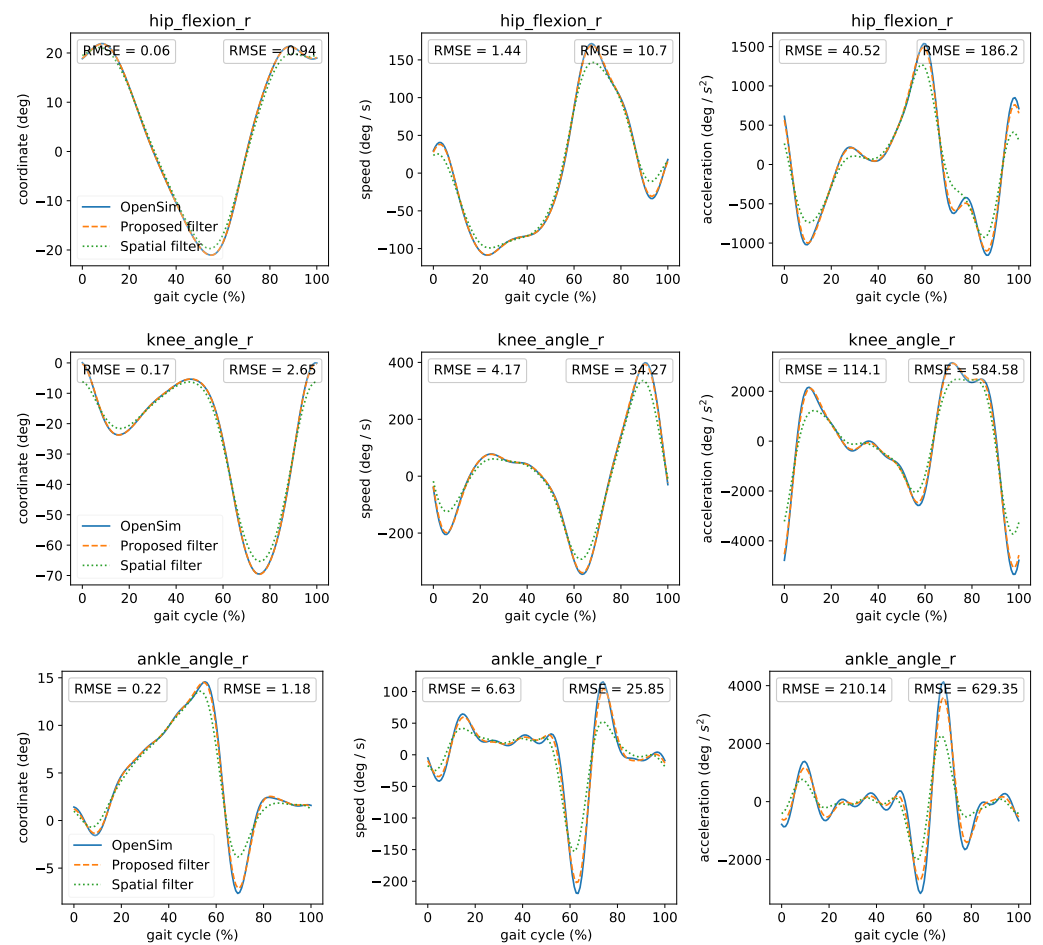 hip_flexion_r
RMSE = 0.06
RMSE = 0.94
20
10
0
−10
−20
coordinate (deg)
OpenSim
Proposed filter
Spatial filter
0 20 40 60 80 100
gait cycle (%)
hip_flexion_r
RMSE = 1.44
RMSE = 10.7
150
100
50
0
−50
−100
speed (deg / s)
0 20 40 60 80 100
gait cycle (%)
hip_flexion_r
RMSE = 40.52
RMSE = 186.2
1500
1000
500
0
−500
−1000
acceleration (deg / s²)
0 20 40 60 80 100
gait cycle (%)
knee_angle_r
RMSE = 0.17
RMSE = 2.65
0
−10
−20
−30
−40
−50
−60
−70
coordinate (deg)
OpenSim
Proposed filter
Spatial filter
0 20 40 60 80 100
gait cycle (%)
knee_angle_r
RMSE = 4.17
RMSE = 34.27
400
200
0
−200
speed (deg / s)
0 20 40 60 80 100
gait cycle (%)
knee_angle_r
RMSE = 114.1
RMSE = 584.58
2000
0
−2000
−4000
acceleration (deg / s²)
0 20 40 60 80 100
gait cycle (%)
ankle_angle_r
RMSE = 0.22
RMSE = 1.18
15
10
5
0
−5
coordinate (deg)
OpenSim
Proposed filter
Spatial filter
0 20 40 60 80 100
gait cycle (%)
ankle_angle_r
RMSE = 6.63
RMSE = 25.85
100
50
0
−50
−100
−150
−200
speed (deg / s)
0 20 40 60 80 100
gait cycle (%)
ankle_angle_r
RMSE = 210.14
RMSE = 629.35
4000
2000
0
−2000
acceleration (deg / s²)
0 20 40 60 80 100
gait cycle (%)